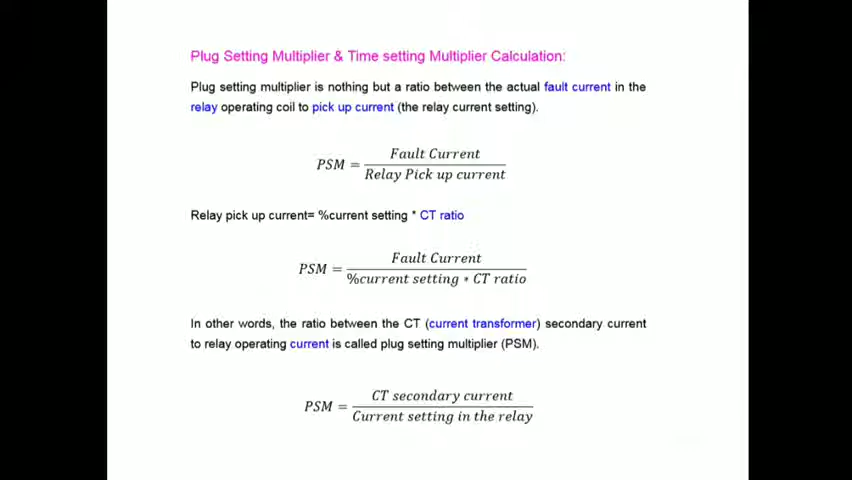 Plug Setting Multiplier & Time setting Multiplier Calculation:
Plug setting multiplier is nothing but a ratio between the actual fault current in the
relay operating coil to pick up current (the relay current setting).
PSM = Fault Current / Relay Pick up current
Relay pick up current= %current setting * CT ratio
PSM = Fault Current / %current setting * CT ratio
In other words, the ratio between the CT (current transformer) secondary current
to relay operating current is called plug setting multiplier (PSM).
PSM = CT secondary current / Current setting in the relay